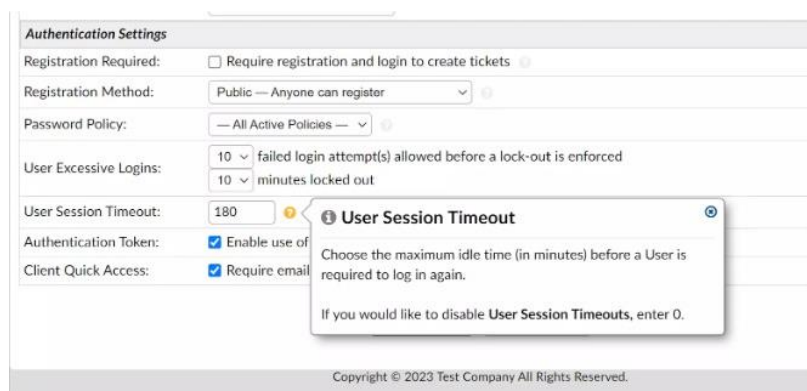 Authentication Settings
Registration Required: Require registration and login to create tickets
Registration Method: Public — Anyone can register
Password Policy: — All Active Policies —
User Excessive Logins: 10 failed login attempt(s) allowed before a lock-out is enforced
10 minutes locked out
User Session Timeout: 180
User Session Timeout
Authentication Token: Enable use of
Choose the maximum idle time (in minutes) before a User is
required to log in again.
Client Quick Access: Require email
If you would like to disable User Session Timeouts, enter 0.
Copyright © 2023 Test Company All Rights Reserved.